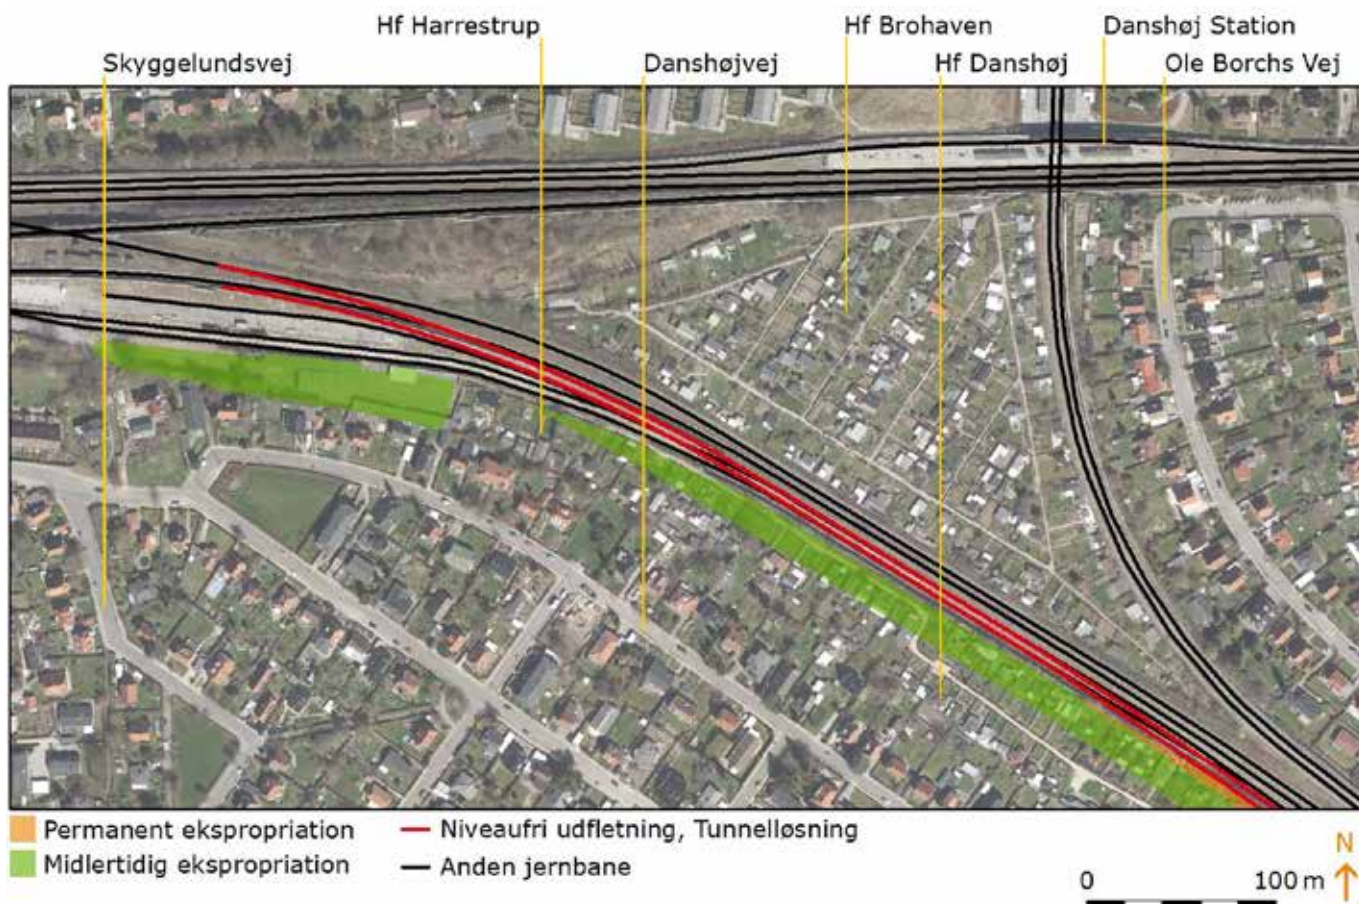 Hf Harrestrup Hf Brohaven Danshøj Station
Skyggelundsvej Danshøjvej Hf Danshøj Ole Borchs Vej
Permanent ekspropriation Niveaufri udfletning, Tunnelløsning
Midlertidig ekspropriation Anden jernbane
N
0 100 m